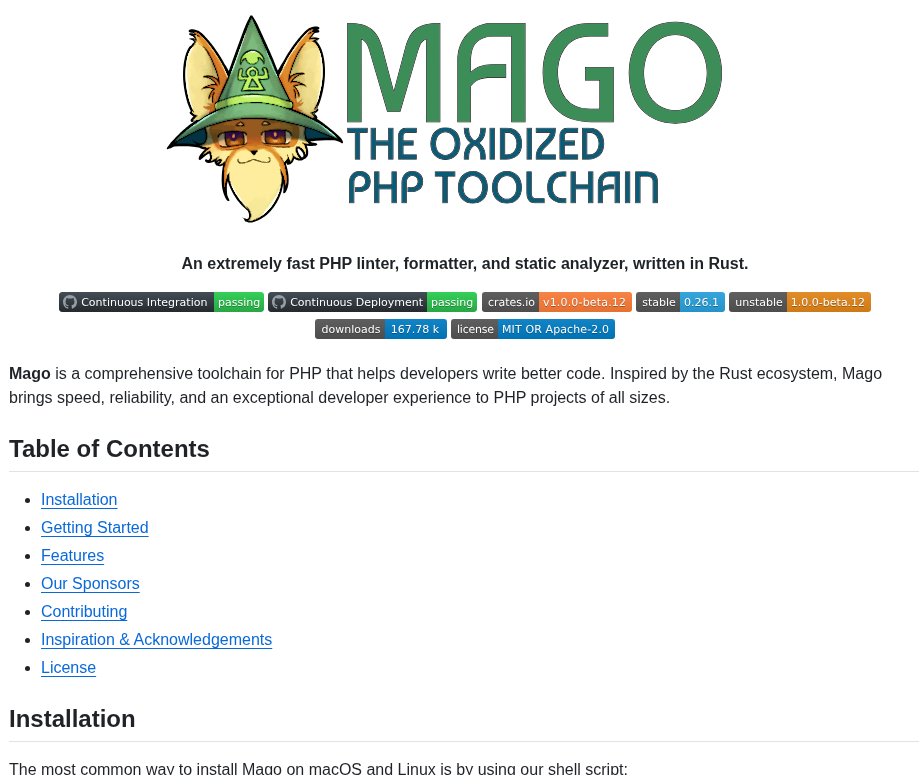 MAGO
THE OXIDIZED
PHP TOOLCHAIN
An extremely fast PHP linter, formatter, and static analyzer, written in Rust.
Continuous Integration passing Continuous Deployment passing crates.io v1.0.0-beta.12 stable 0.26.1 unstable 1.0.0-beta.12
downloads 167.78 k license MIT OR Apache-2.0
Mago is a comprehensive toolchain for PHP that helps developers write better code. Inspired by the Rust ecosystem, Mago
brings speed, reliability, and an exceptional developer experience to PHP projects of all sizes.
Table of Contents
Installation
Getting Started
Features
Our Sponsors
Contributing
Inspiration & Acknowledgements
License
Installation
The most common way to install Mago on macOS and Linux is by using our shell script: